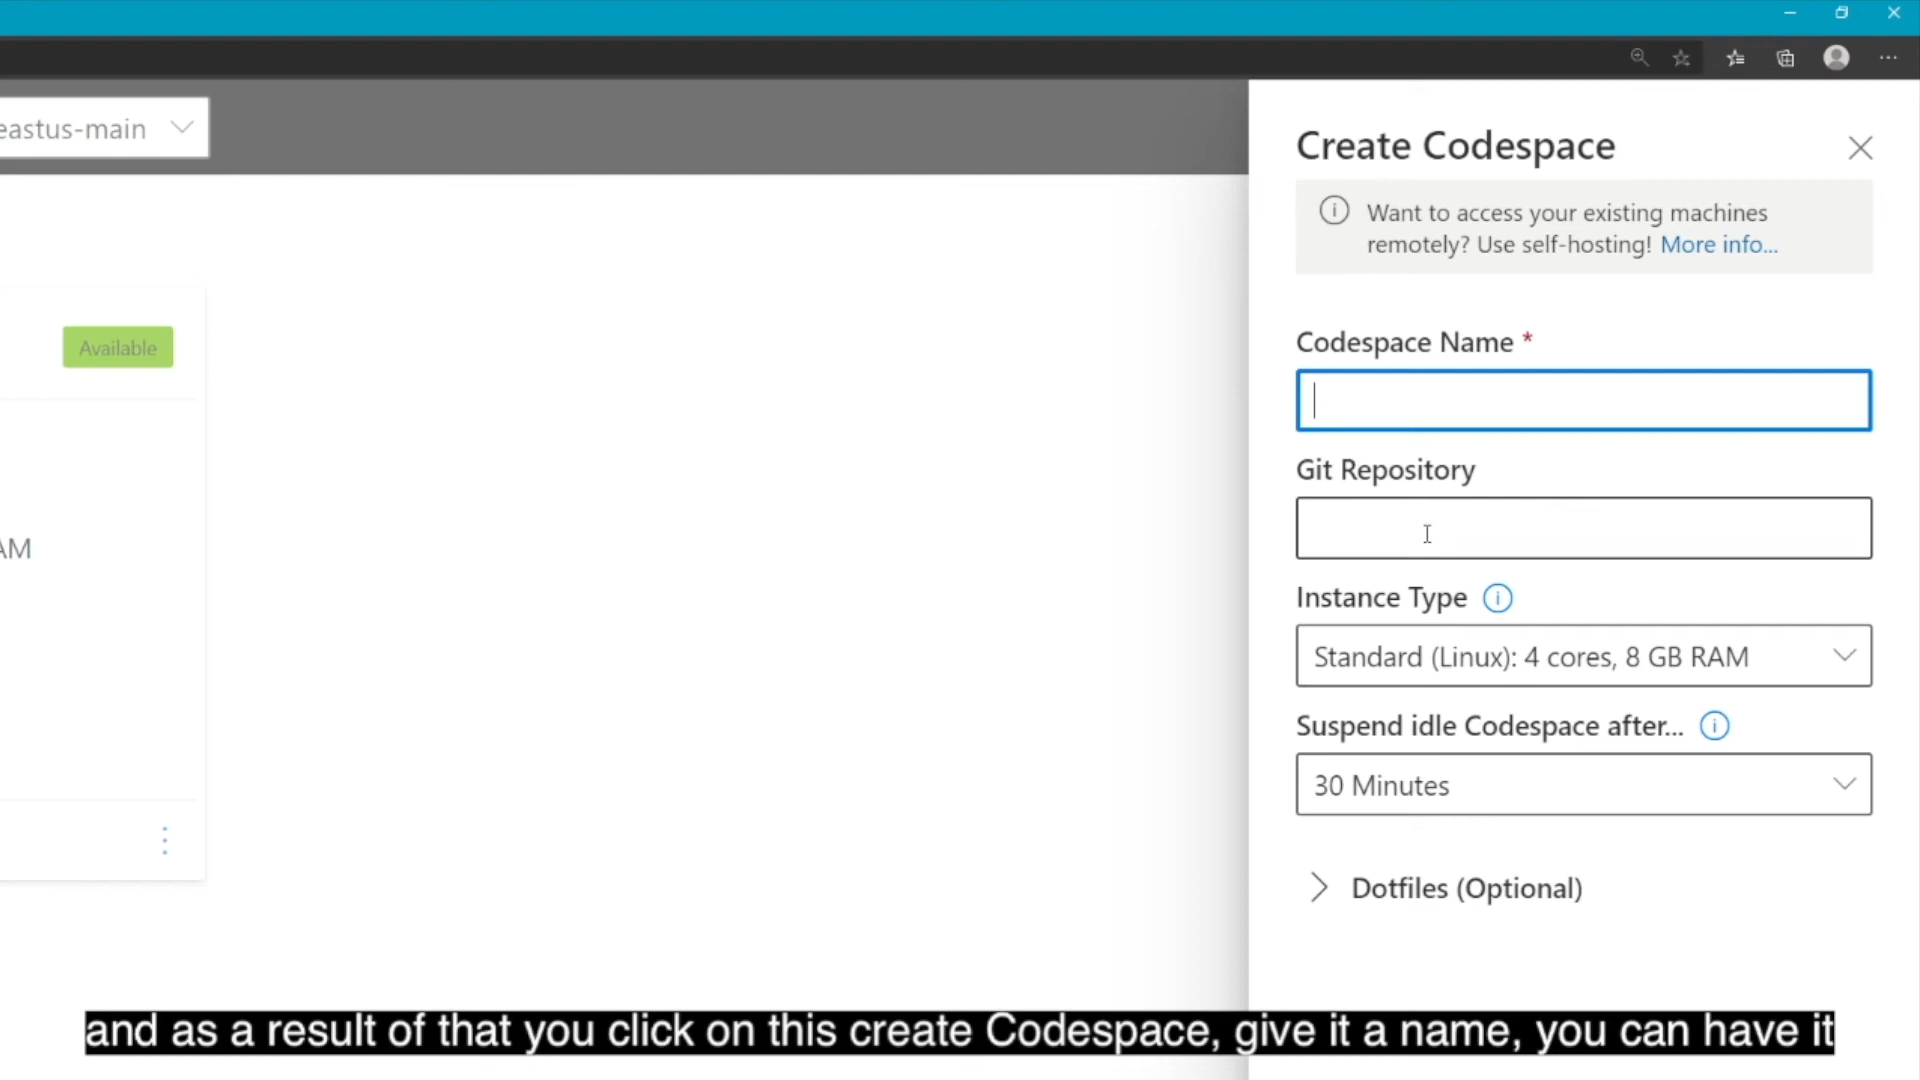 eastus-main
Create Codespace
Want to access your existing machines
remotely? Use self-hosting! More info...
Available
Codespace Name *
Git Repository
AM
Instance Type
Standard (Linux): 4 cores, 8 GB RAM
Suspend idle Codespace after...
30 Minutes
Dotfiles (Optional)
and as a result of that you click on this create Codespace, give it a name, you can have it